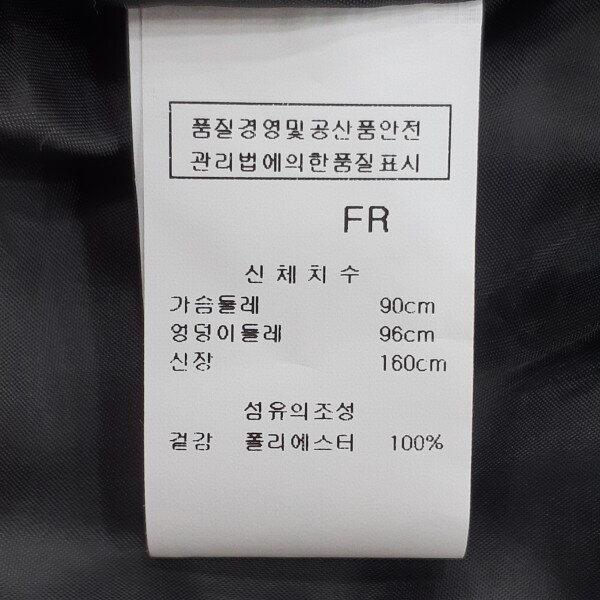 품질경영및공산품안전
관리법에의한품질표시
FR
신체치수
가슴둘레 90cm
엉덩이둘레 96cm
신장 160cm
섬유의조성
겉감 폴리에스터 100%